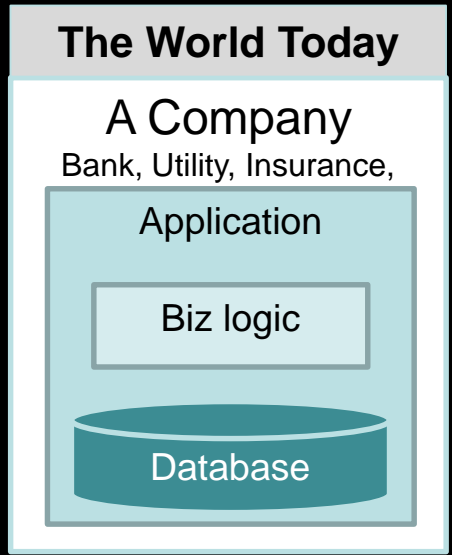 The World Today
A Company
Bank, Utility, Insurance,
Application
Biz logic
Database